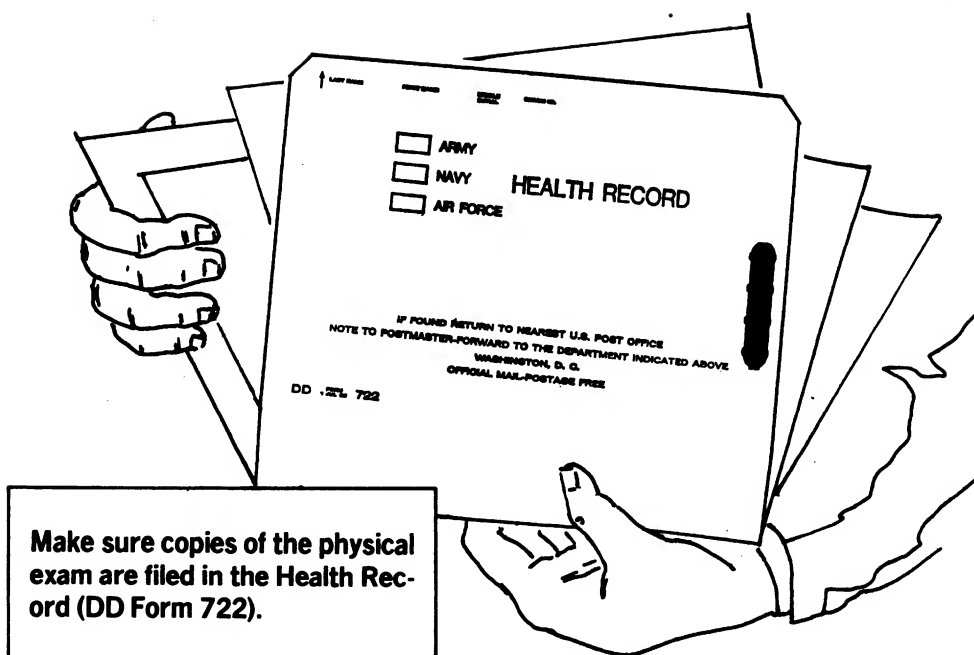 LAST NAME
ARMY
NAVY
HEALTH RECORD
AIR FORCE
IF FOUND RETURN TO NEAREST U.S. POST OFFICE
NOTE TO POSTMASTER-FORWARD TO THE DEPARTMENT INDICATED ABOVE
WASHINGTON, D. C.
OFFICIAL MAIL-POSTAGE FREE
DD 722
Make sure copies of the physical
exam are filed in the Health Rec-
ord (DD Form 722).